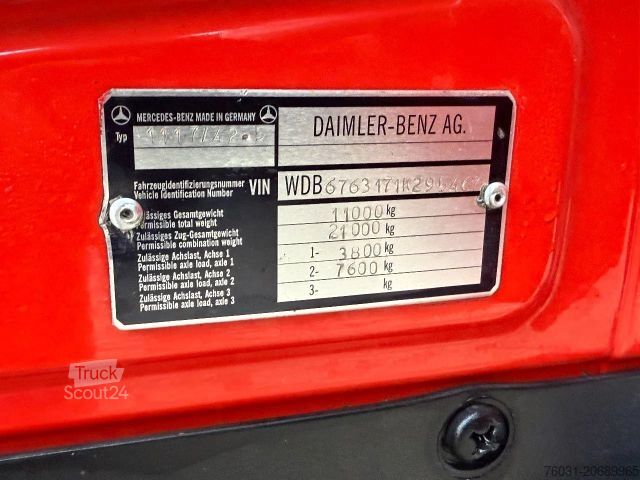 MERCEDES-BENZ MADE IN GERMANY
Typ
DAIMLER-BENZ AG.
Fahrzeugidentifizierungsnummer
Vehicle Identification Number
VIN
Zulässiges Gesamtgewicht 11000 kg
Permissible total weight
Zulässiges Zug-Gesamtgewicht 21000 kg
Permissible combination weight
Zulässige Achslast, Achse 1 1- 3800 kg
Permissible axle load, axle 1
Zulässige Achslast, Achse 2 2- 7600 kg
Permissible axle load, axle 2
Zulässige Achslast, Achse 3 3- kg
Permissible axle load, axle 3
Truck
Scout24
76031-20689965